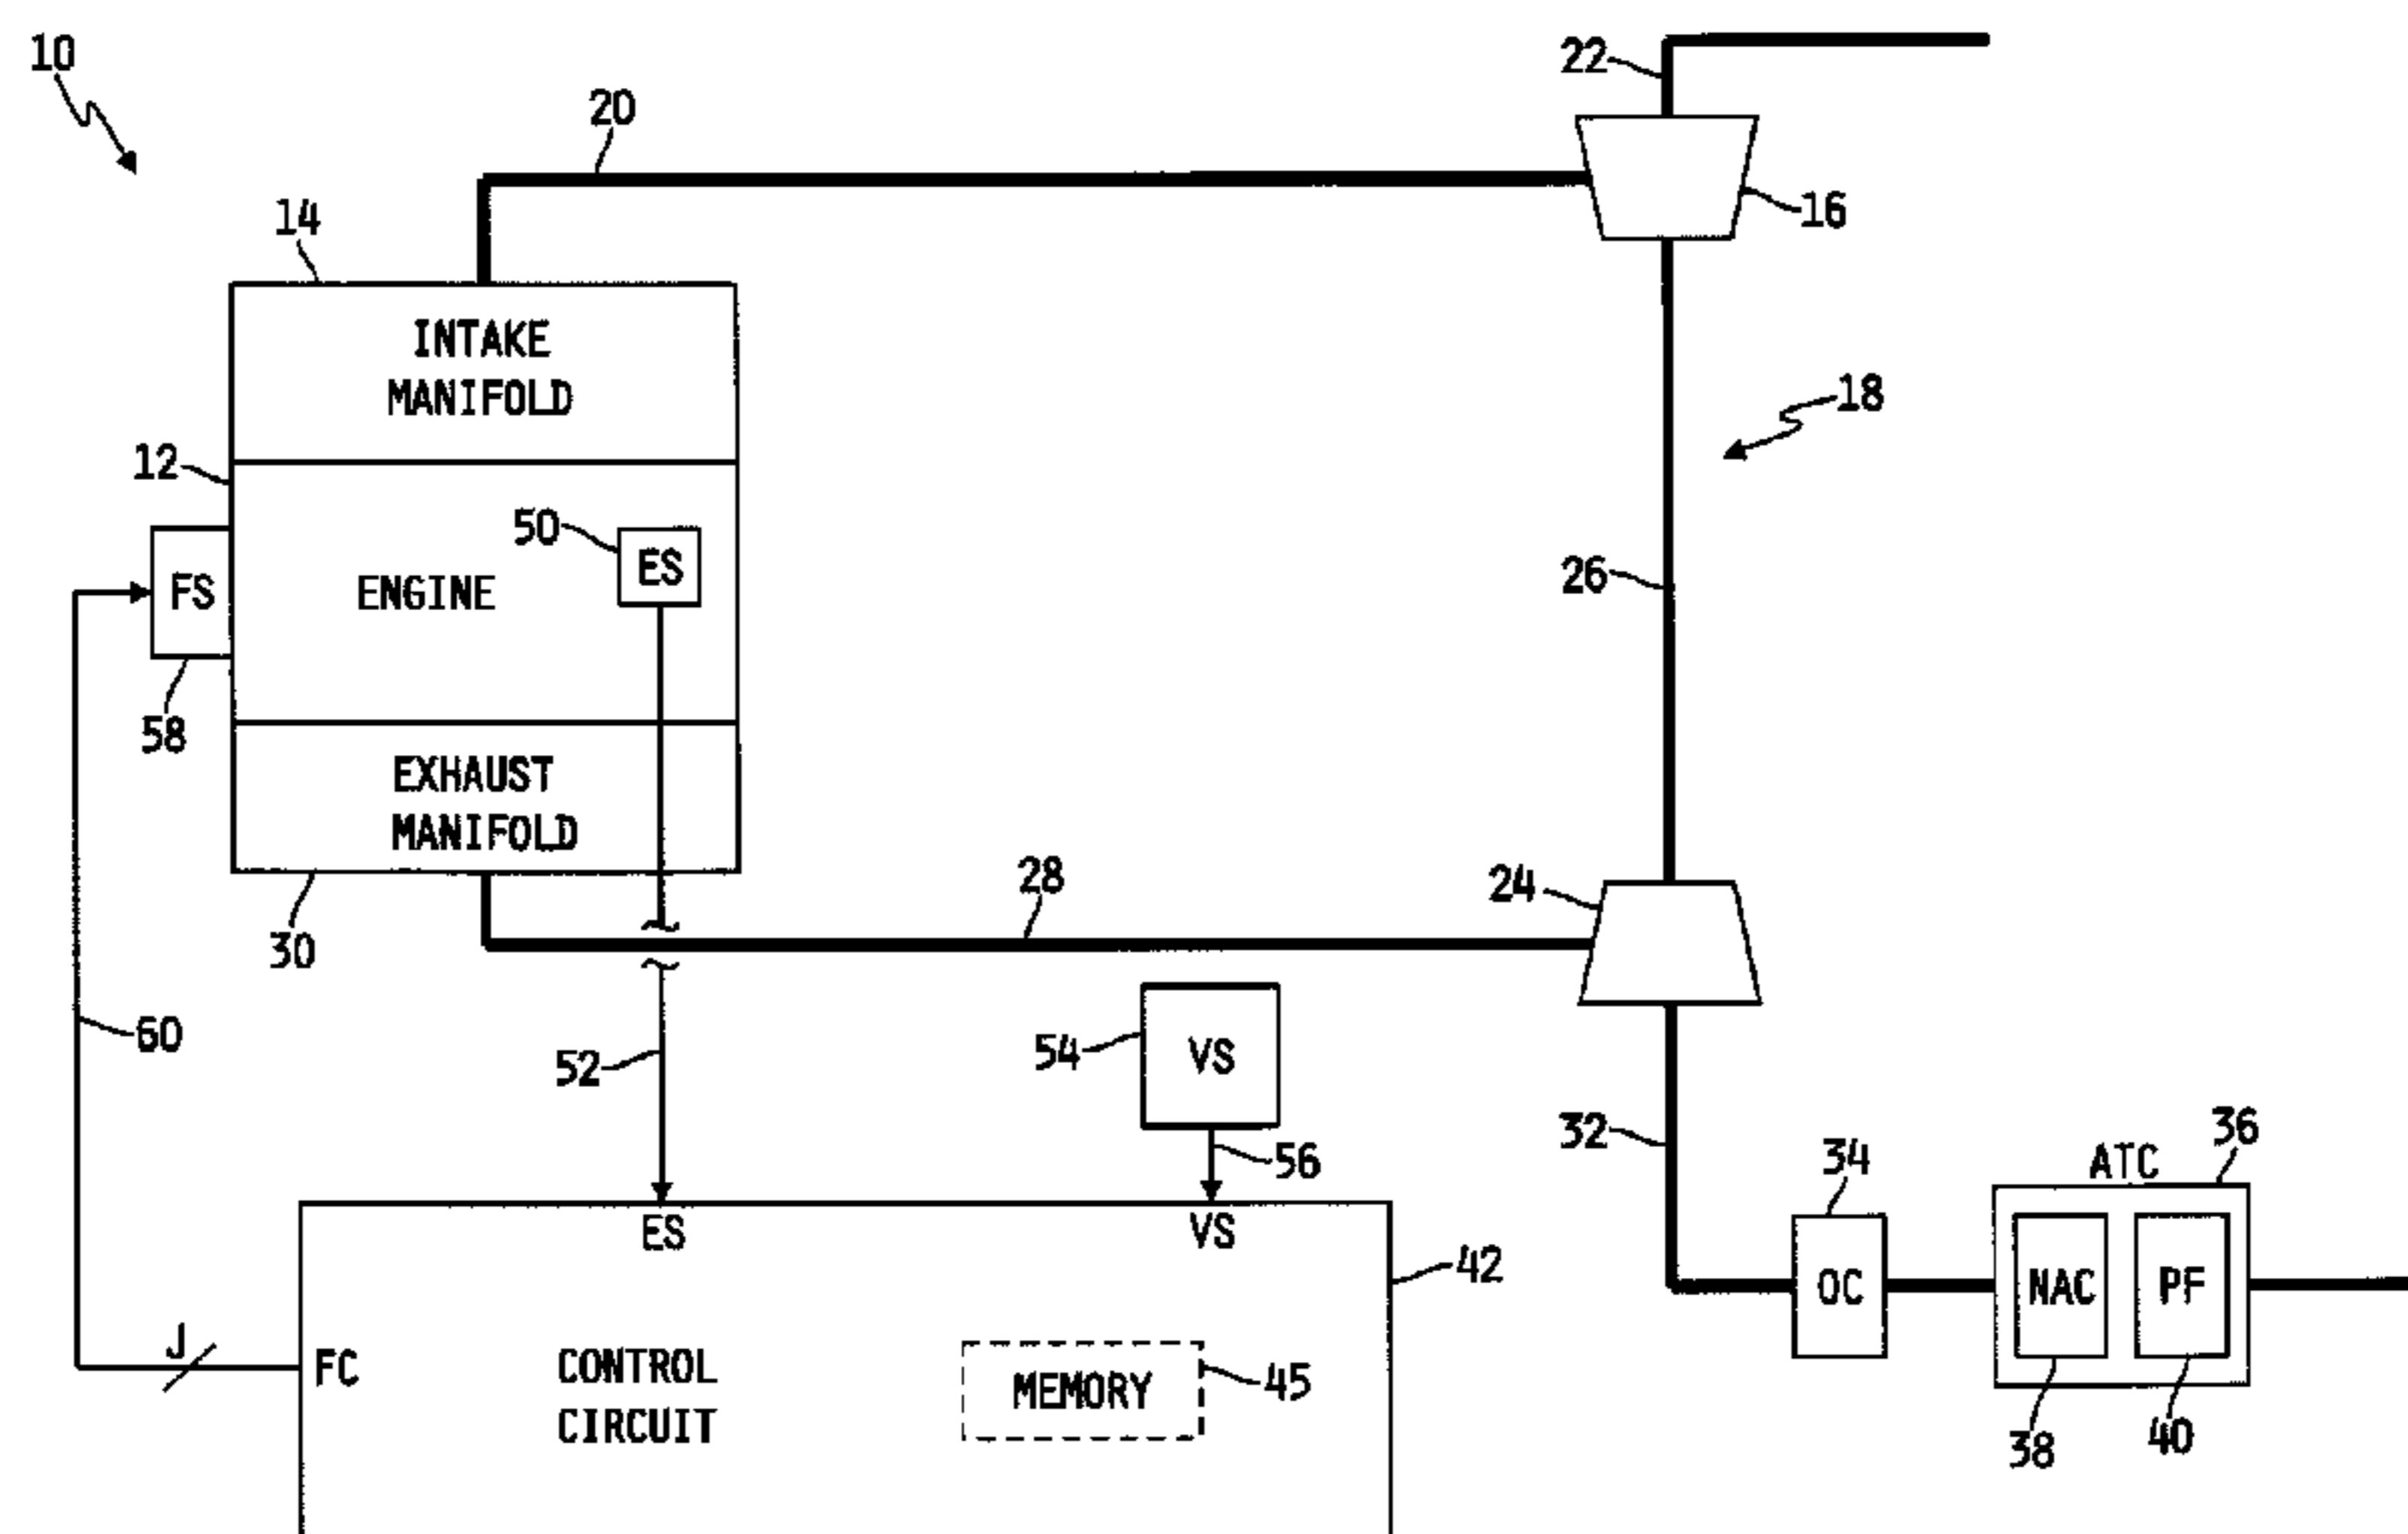 10
22
20
14
16
INTAKE
MANIFOLD
18
12
50
ES
FS
ENGINE
26
58
EXHAUST
MANIFOLD
28
24
30
60
52
54
VS
56
32
34
36
ATC
ES
VS
42
OC
NAC
PF
J
FC
CONTROL
CIRCUIT
MEMORY
45
38
40